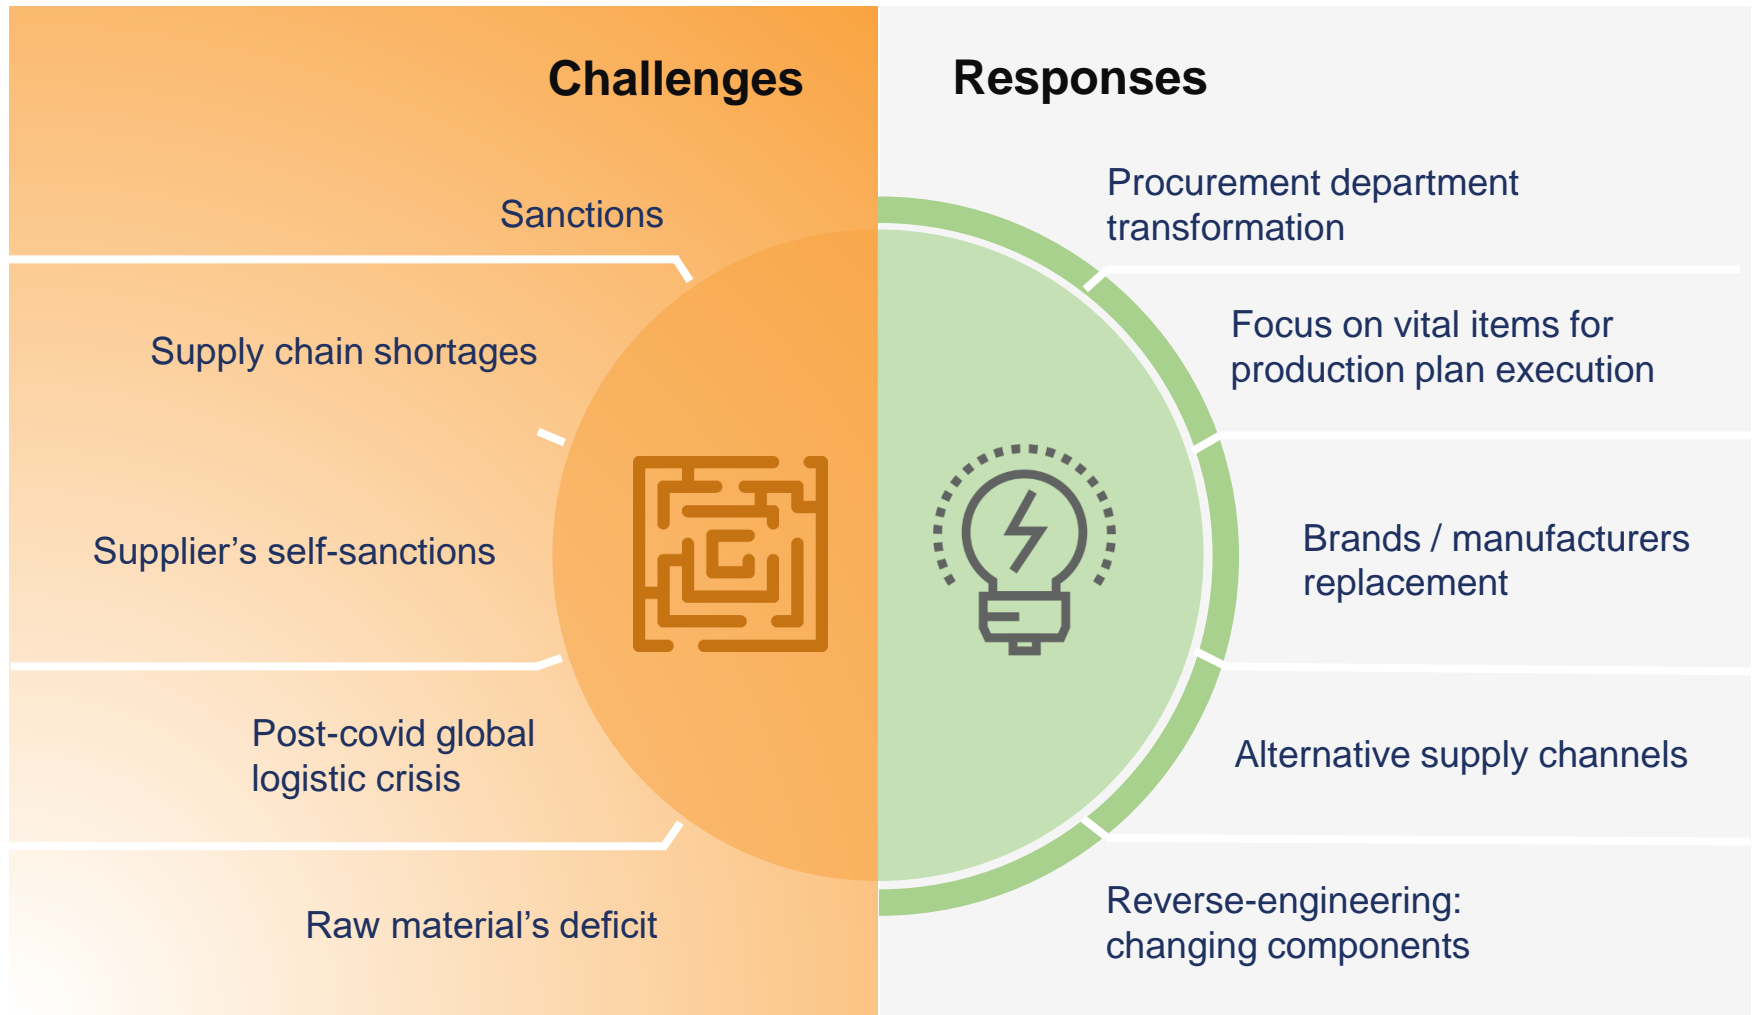 Challenges
Sanctions
Supply chain shortages
Supplier’s self-sanctions
Post-covid global
logistic crisis
Raw material’s deficit
Responses
Procurement department
transformation
Focus on vital items for
production plan execution
Brands / manufacturers
replacement
Alternative supply channels
Reverse-engineering:
changing components